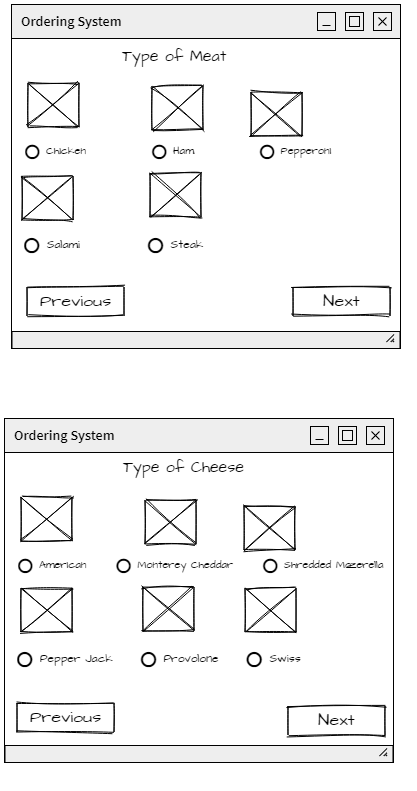 Ordering System
Type of Meat
Chicken Ham Pepperoni
Salami Steak
Previous Next
Ordering System
Type of Cheese
American Monterey Cheddar Shredded Mozerella
Pepper Jack Provolone Swiss
Previous Next